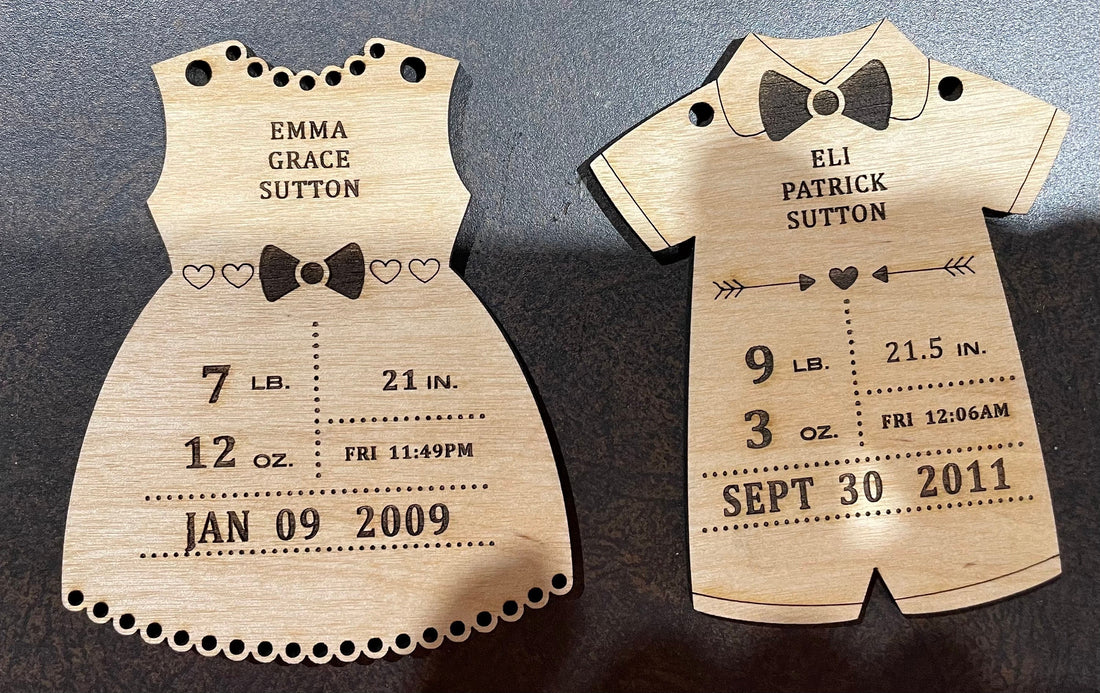 EMMA
GRACE
SUTTON
7 LB.
12 OZ.
21 IN.
FRI 11:49PM
JAN 09 2009
ELI
PATRICK
SUTTON
9 LB.
3 OZ.
21.5 IN.
FRI 12:06AM
SEPT 30 2011